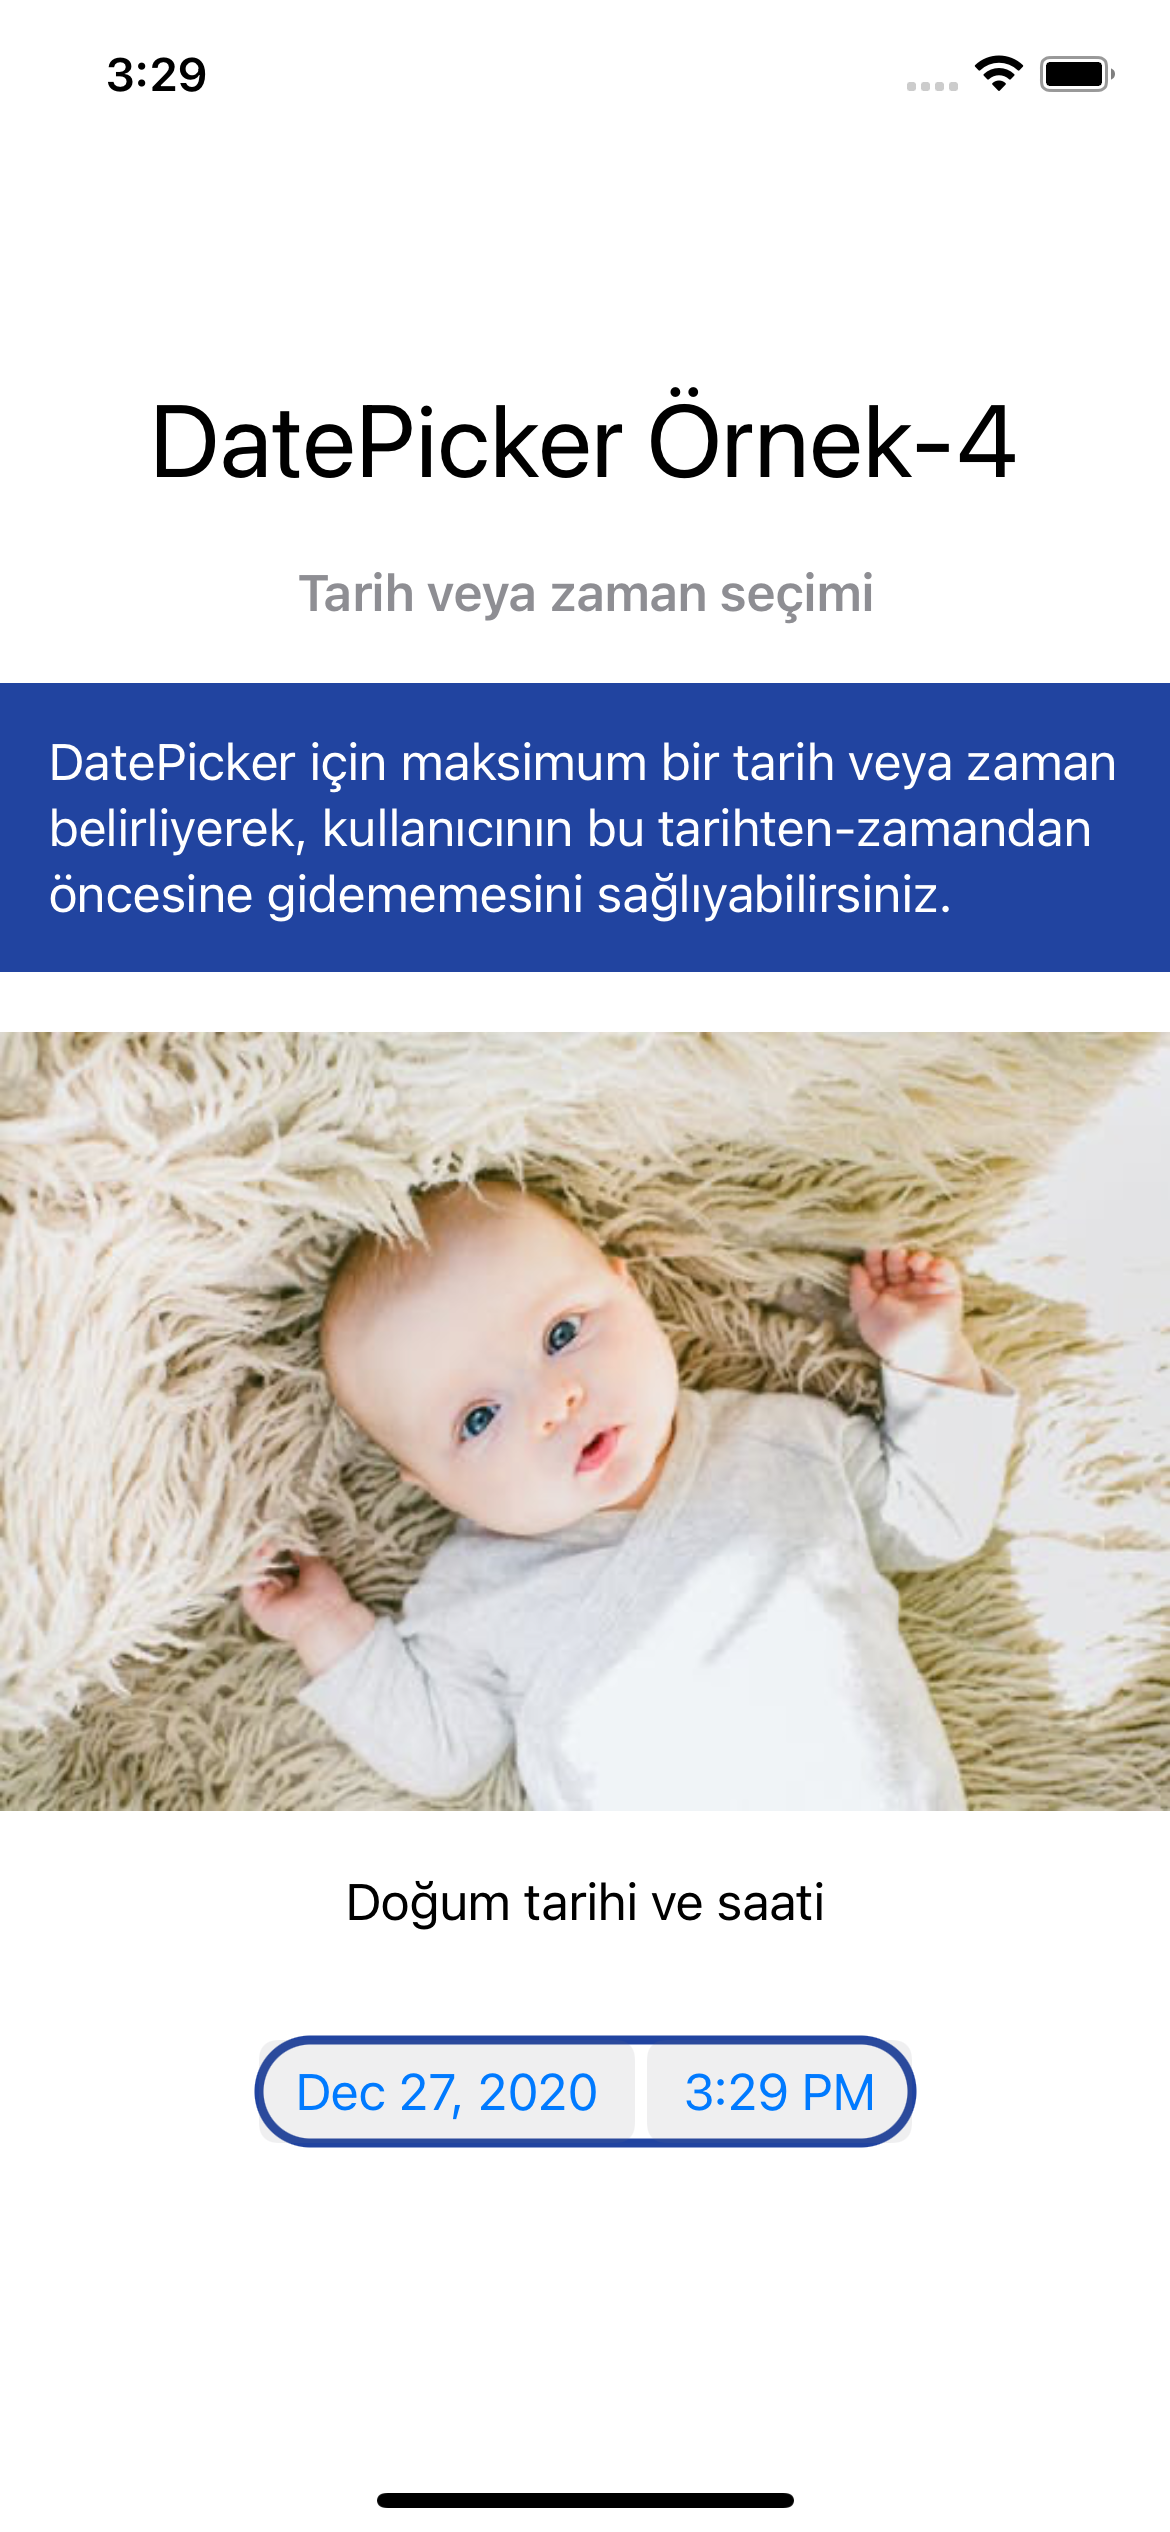 3:29
DatePicker Örnek-4
Tarih veya zaman seçimi
DatePicker için maksimum bir tarih veya zaman
belirliyerek, kullanıcının bu tarihten-zamandan
öncesine gidememesini sağlıyabilirsiniz.
Doğum tarihi ve saati
Dec 27, 2020 3:29 PM